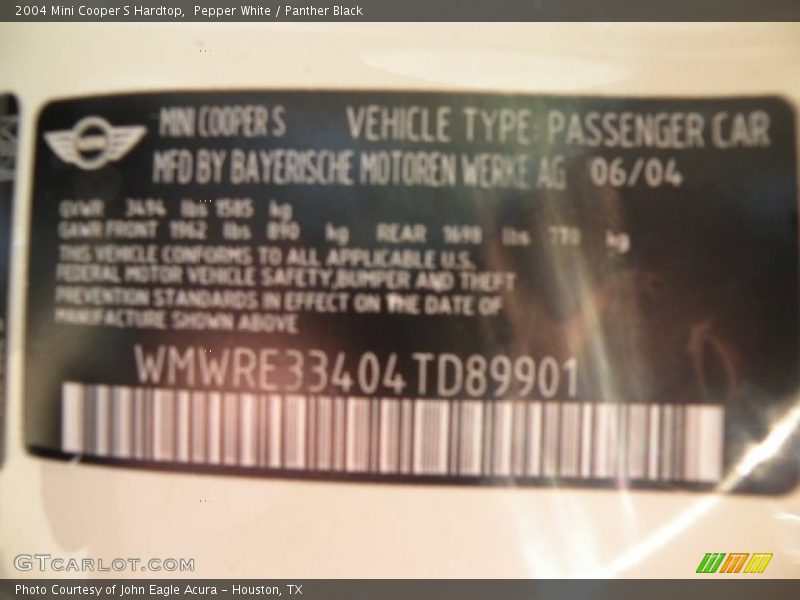 2004 Mini Cooper S Hardtop,  Pepper White / Panther Black
MINI COOPER S VEHICLE TYPE: PASSENGER CAR
MFD BY BAYERISCHE MOTOREN WERKE AG 06/04
GVWR 3494 lbs 1585 kg
GAWR FRONT 1962 lbs 890 kg REAR 1698 lbs 770 kg
THIS VEHICLE CONFORMS TO ALL APPLICABLE U.S.
FEDERAL MOTOR VEHICLE SAFETY,BUMPER AND THEFT
PREVENTION STANDARDS IN EFFECT ON THE DATE OF
MANUFACTURE SHOWN ABOVE
WMWRE33404TD89901
GTCARLOT.COM
Photo Courtesy of John Eagle Acura - Houston, TX